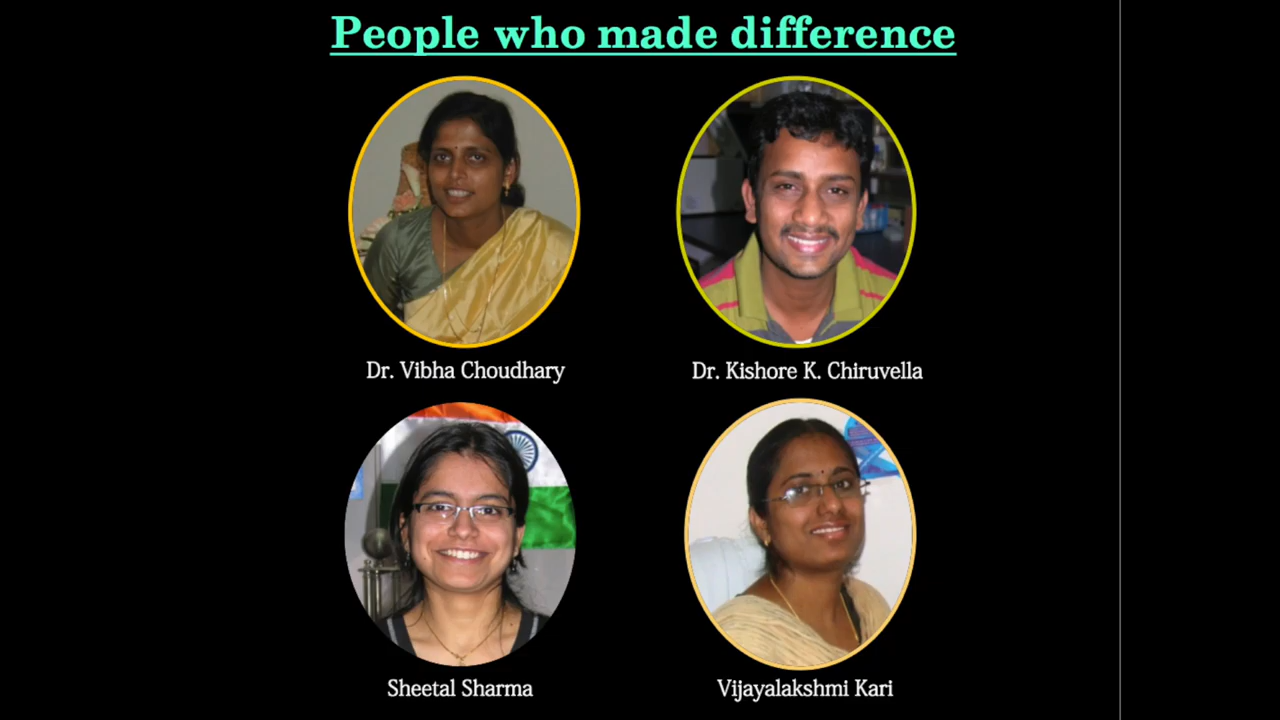 People who made difference
Dr. Vibha Choudhary
Dr. Kishore K. Chiruvella
Sheetal Sharma
Vijayalakshmi Kari